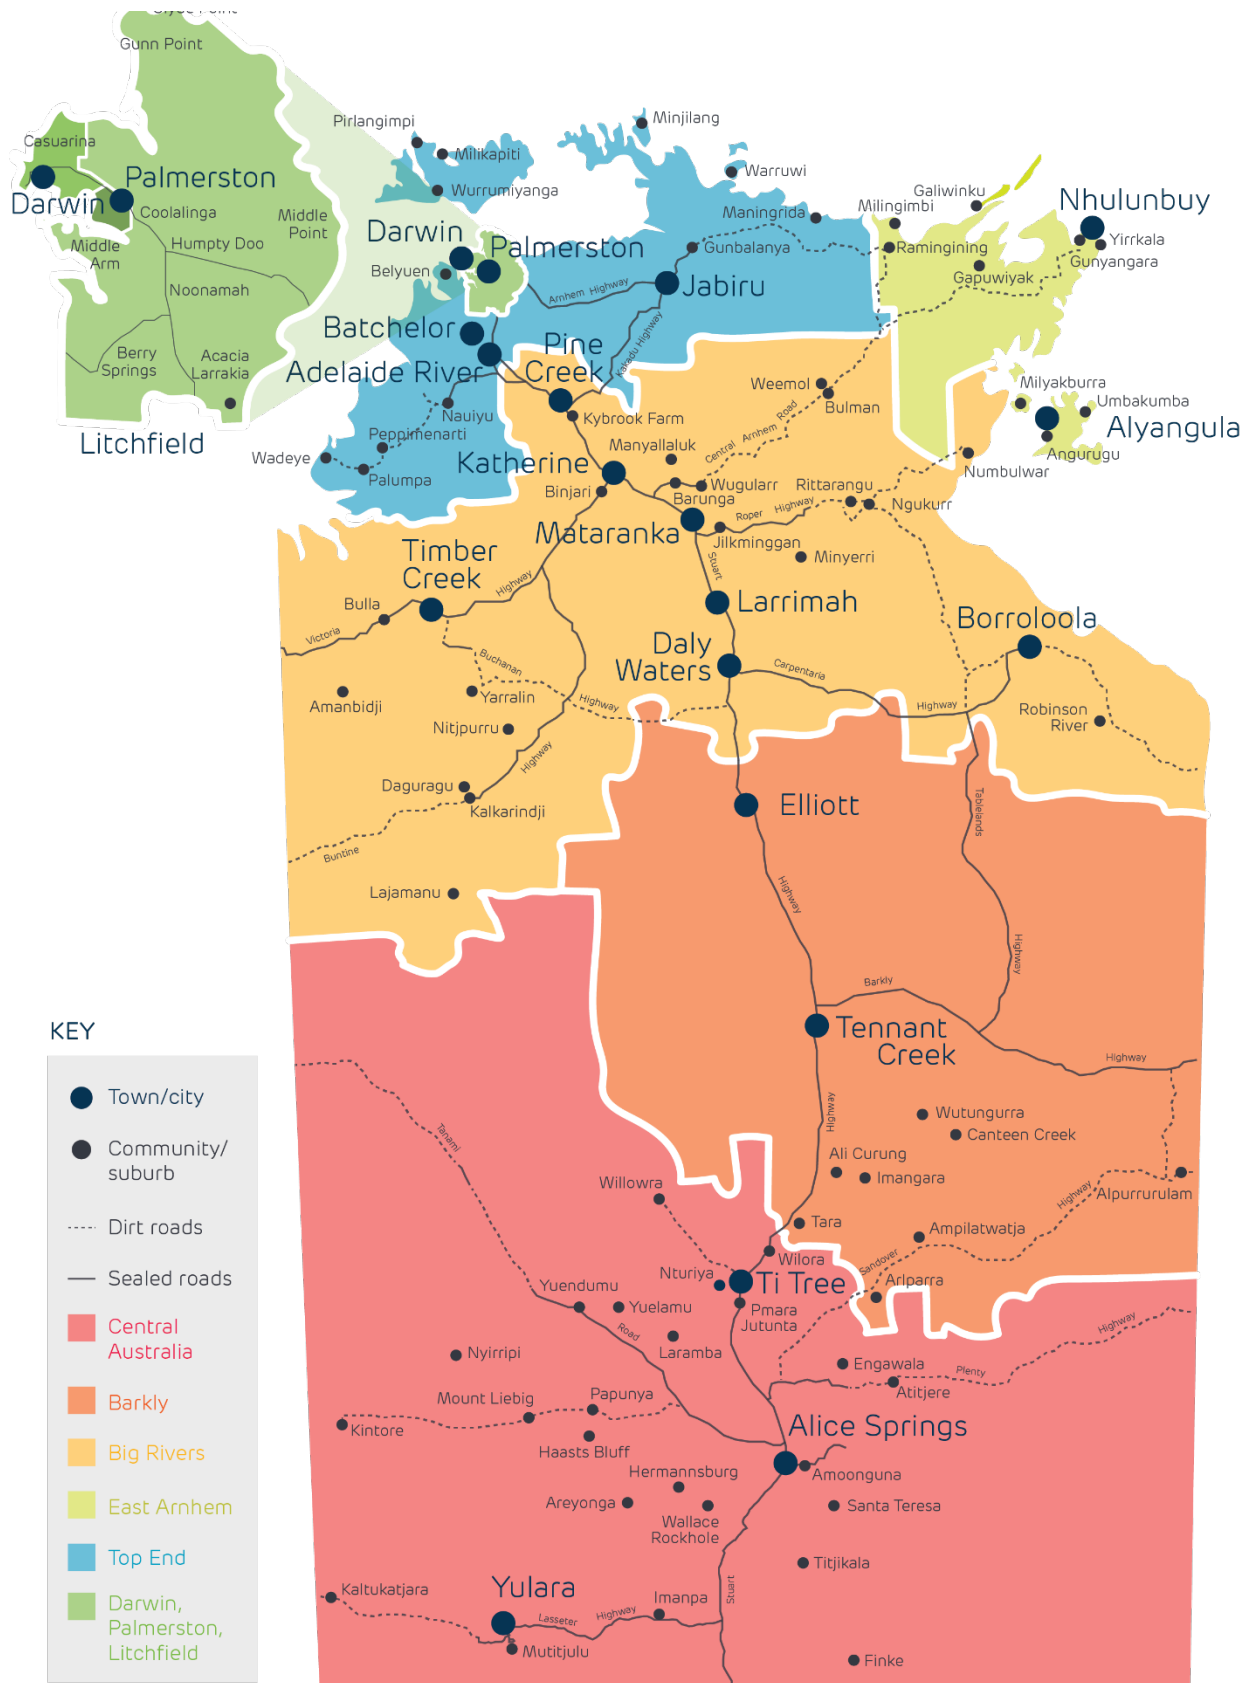 Gunn Point
Casuarina
Darwin
Palmerston
Coolalinga
Middle
Point
Humpty Doo
Middle
Arm
Noonamah
Berry
Springs
Acacia
Larrakia
Litchfield
Pirlangimpi
Milikapiti
Wurrumiyanga
Minjilang
Warruwi
Maningrida
Gunbalanya
Galiwinku
Milingimbi
Ramingining
Gapuwiyak
Nhulunbuy
Yirrkala
Gunyangara
Darwin
Palmerston
Belyuen
Arnhem Highway
Jabiru
Kakadu Highway
Batchelor
Adelaide River
Pine
Creek
Kybrook Farm
Nauiyu
Peppimenarti
Wadeye
Palumpa
Weemol
Bulman
Central Arnhem Road
Manyallaluk
Milyakburra
Umbakumba
Alyangula
Angurugu
Numbulwar
Katherine
Binjari
Wugularr
Barunga
Rittarangu
Ngukurr
Mataranka
Roper Highway
Jilkminggan
Minyerri
Stuart
Timber
Creek
Highway
Bulla
Victoria
Larrimah
Borroloola
Daly
Waters
Carpentaria
Highway
Buchanan
Highway
Yarralin
Amanbidji
Nitjpurru
Highway
Robinson
River
Daguragu
Kalkarindji
Buntine
Lajamanu
Elliott
Tablelands
Highway
Highway
Barkly
Tennant
Creek
Highway
Highway
Wutungurra
Canteen Creek
Ali Curung
Imangara
Alpurrurulam
Highway
Tanami
Willowra
Tara
Ampilatwatja
Wilora
Sandover
Nturiya
Ti Tree
Arlparra
Yuendumu
Yuelamu
Pmara
Jutunta
Road
Laramba
Highway
Nyirripi
Engawala
Plenty
Atitjere
Mount Liebig
Papunya
Kintore
Haasts Bluff
Alice Springs
Hermannsburg
Amoonguna
Areyonga
Wallace
Rockhole
Santa Teresa
Titjikala
Kaltukatjara
Yulara
Imanpa
Stuart
Lasseter
Highway
Mutitjulu
Finke
KEY
Town/city
Community/
suburb
Dirt roads
Sealed roads
Central
Australia
Barkly
Big Rivers
East Arnhem
Top End
Darwin,
Palmerston,
Litchfield